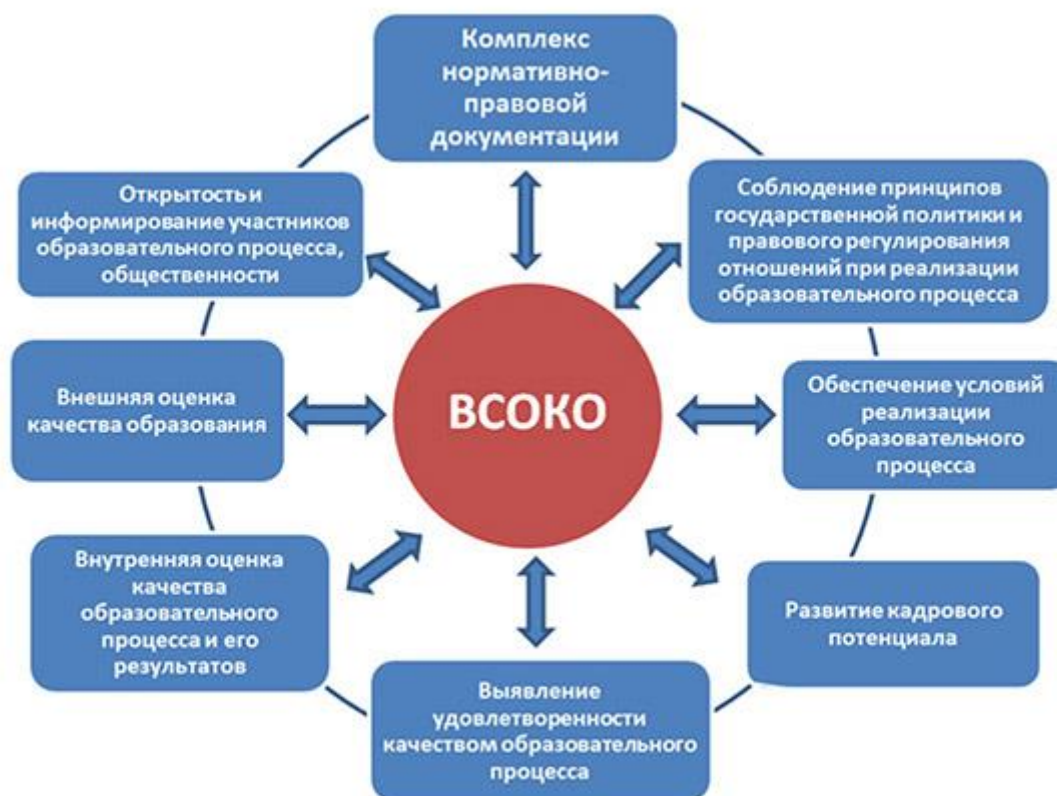 Комплекс
нормативно-
правовой
документации
Открытость и
информирование участников
образовательного процесса,
общественности
Соблюдение принципов
государственной политики и
правового регулирования
отношений при реализации
образовательного процесса
ВСОКО
Внешняя оценка
качества образования
Обеспечение условий
реализации
образовательного
процесса
Внутренняя оценка
качества
образовательного
процесса и его
результатов
Развитие кадрового
потенциала
Выявление
удовлетворенности
качеством образовательного
процесса